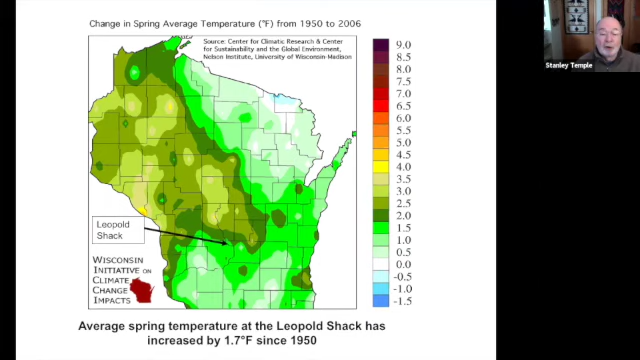 Change in Spring Average Temperature (°F) from 1950 to 2006
Source: Center for Climatic Research & Center
for Sustainability and the Global Environment,
Nelson Institute, University of Wisconsin-Madison
9.0
8.5
8.0
7.5
7.0
6.5
6.0
5.5
5.0
4.5
4.0
3.5
3.0
2.5
2.0
1.5
1.0
0.5
0.0
-0.5
-1.0
-1.5
Leopold
Shack
WISCONSIN
INITIATIVE ON
CLIMATE
CHANGE
IMPACTS
Average spring temperature at the Leopold Shack has
increased by 1.7°F since 1950
Stanley Temple